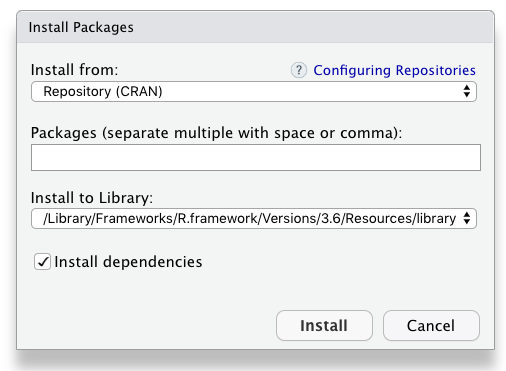 Install Packages
Install from:
? Configuring Repositories
Repository (CRAN)
Packages (separate multiple with space or comma):
Install to Library:
/Library/Frameworks/R.framework/Versions/3.6/Resources/library
Install dependencies
Install
Cancel